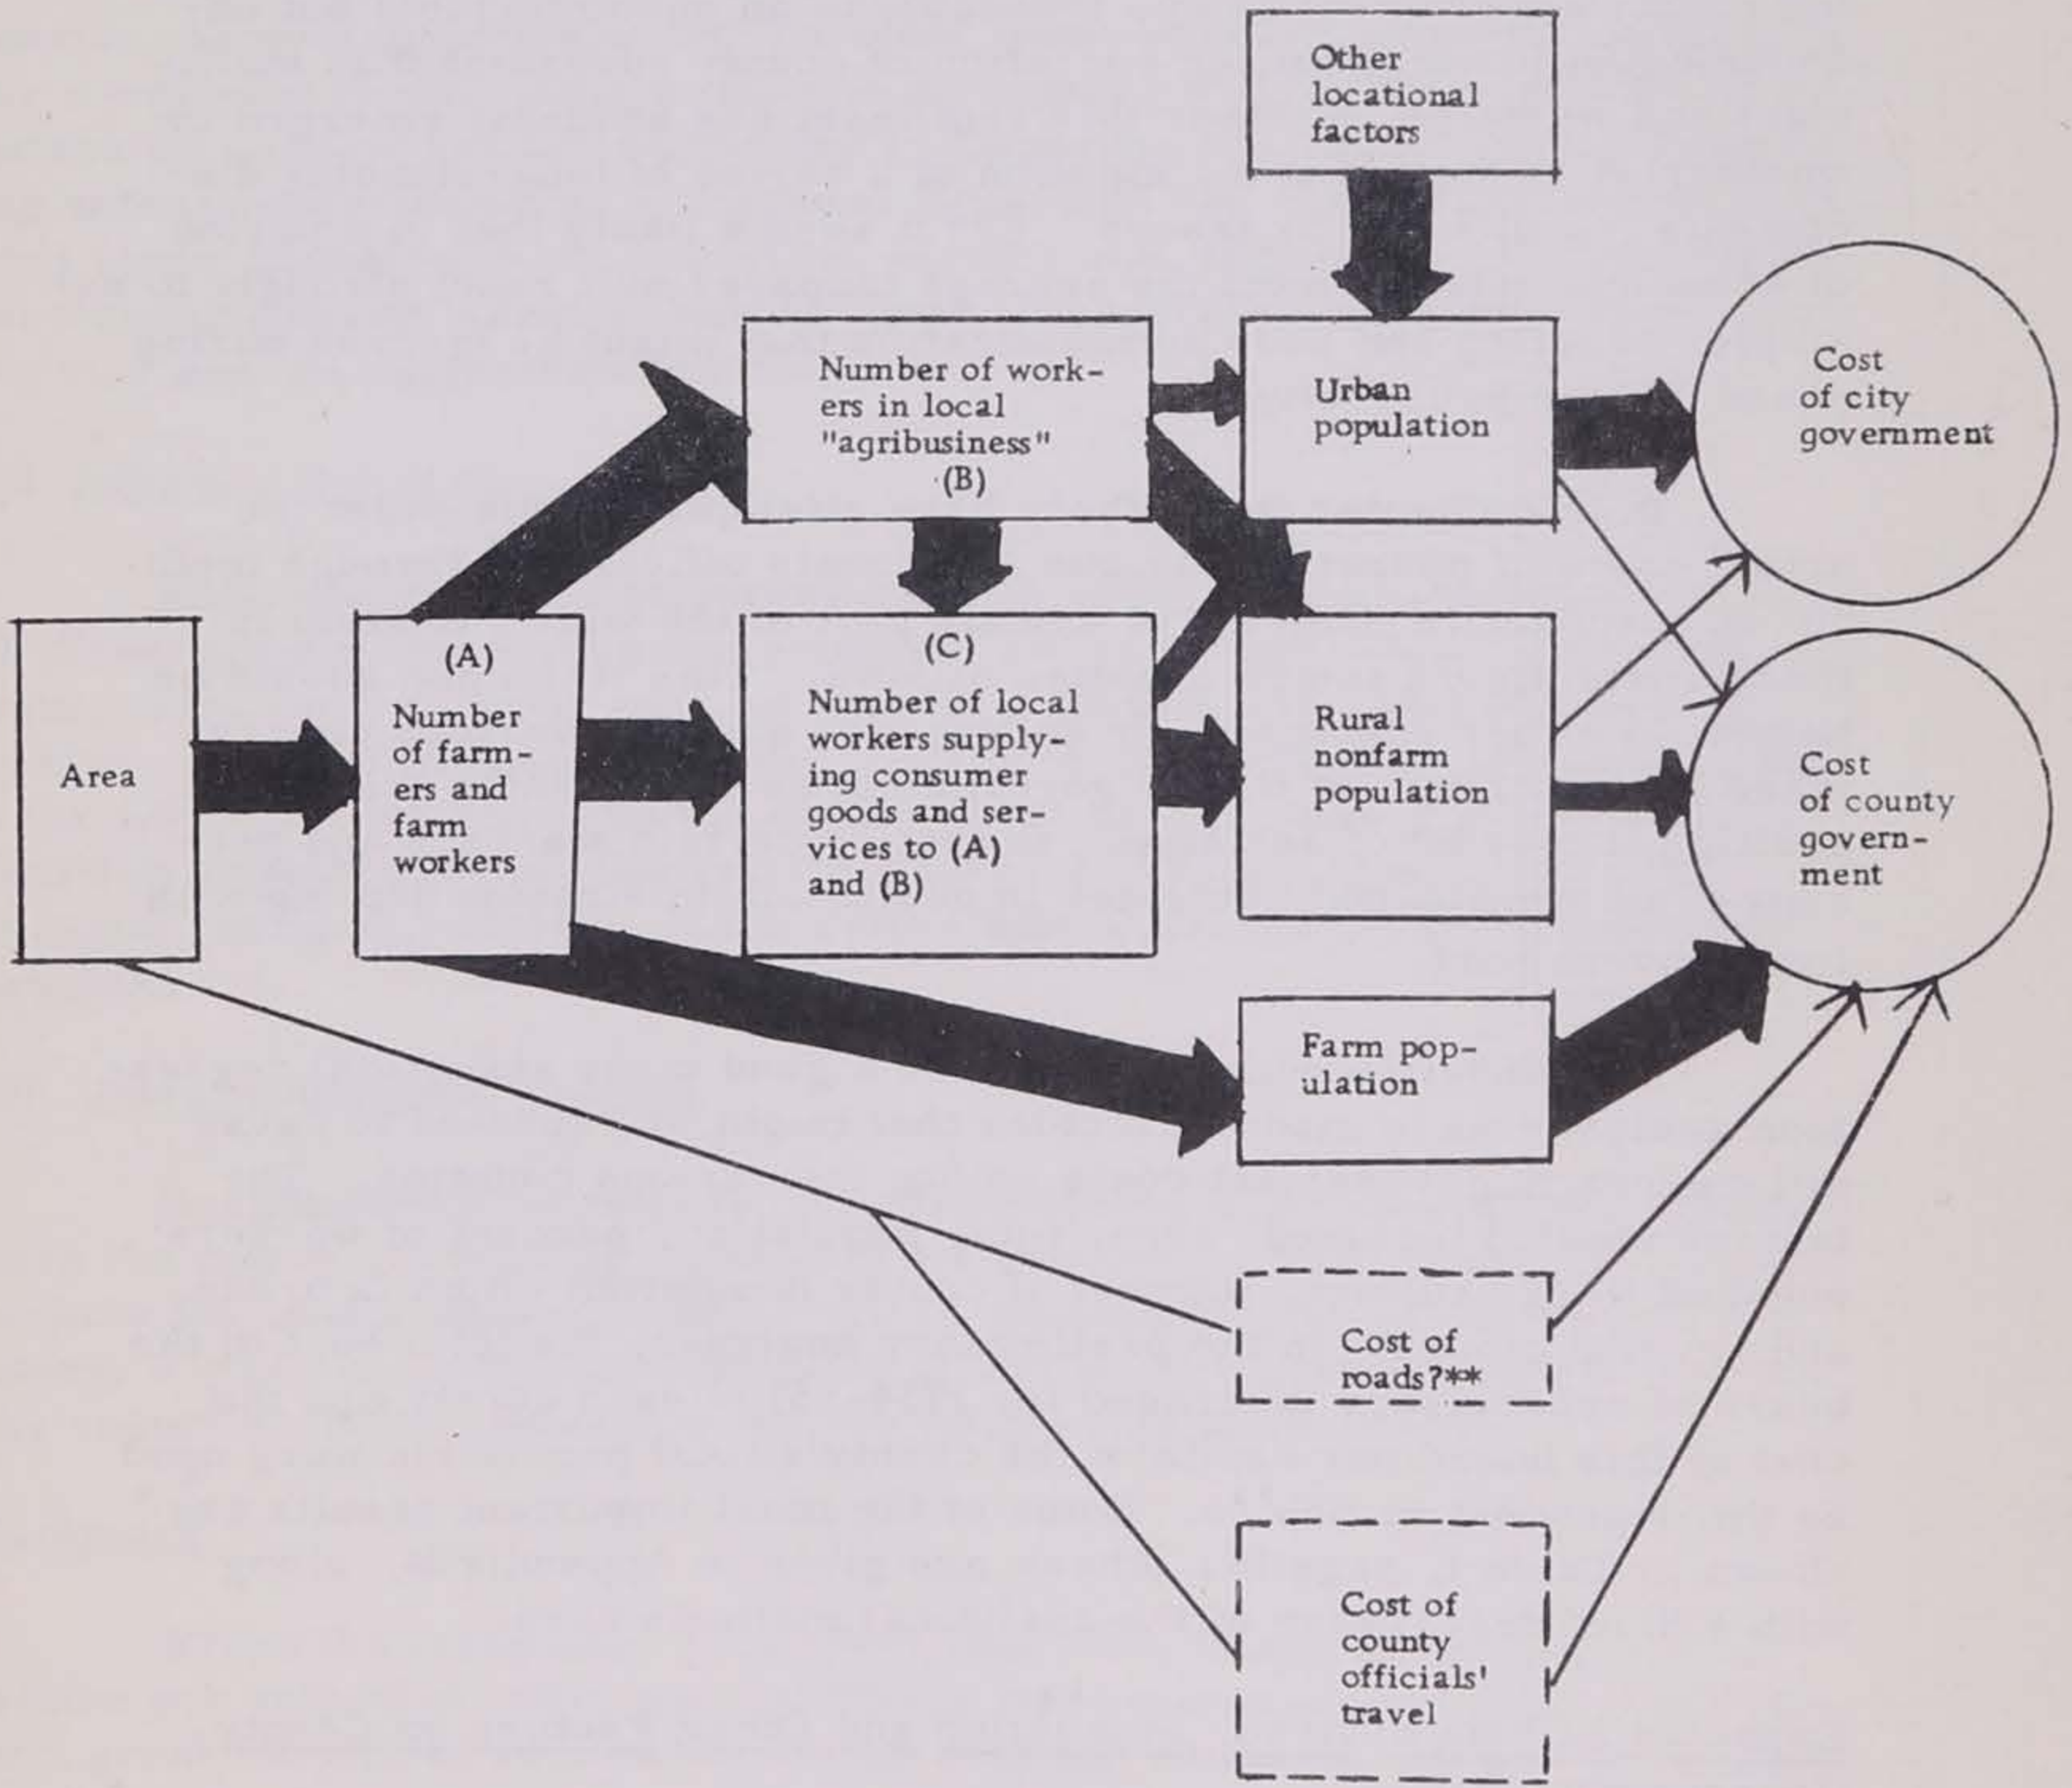 Other
locational
factors
Number of work-
ers in local
"agribusiness"
(B)
Urban
population
Cost
of city
government
Area
(A)
Number
of farm-
ers and
farm
workers
(C)
Number of local
workers supply-
ing consumer
goods and ser-
vices to (A)
and (B)
Rural
nonfarm
population
Cost
of county
govern-
ment
Farm pop-
ulation
Cost of
roads?**
Cost of
county
officials'
travel